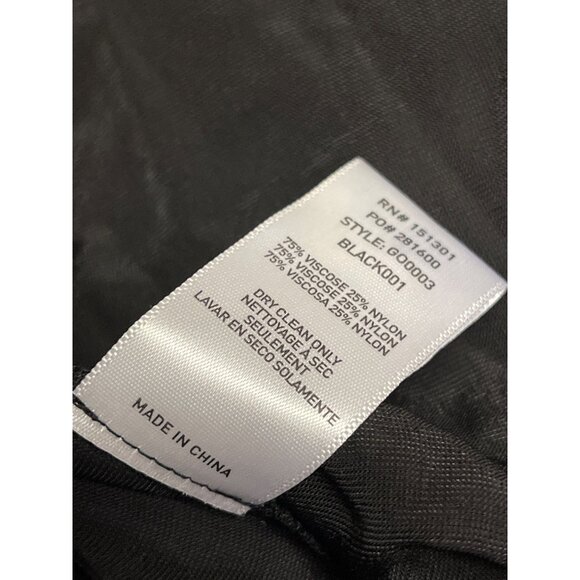 RN# 151301
PO# 281600
STYLE: GO0003
BLACK001
75% VISCOSE 25% NYLON
75% VISCOSE 25% NYLON
75% VISCOSA 25% NYLON
DRY CLEAN ONLY
NETTOYAGE À SEC
SEULEMENT
LAVAR EN SECO SOLAMENTE
MADE IN CHINA